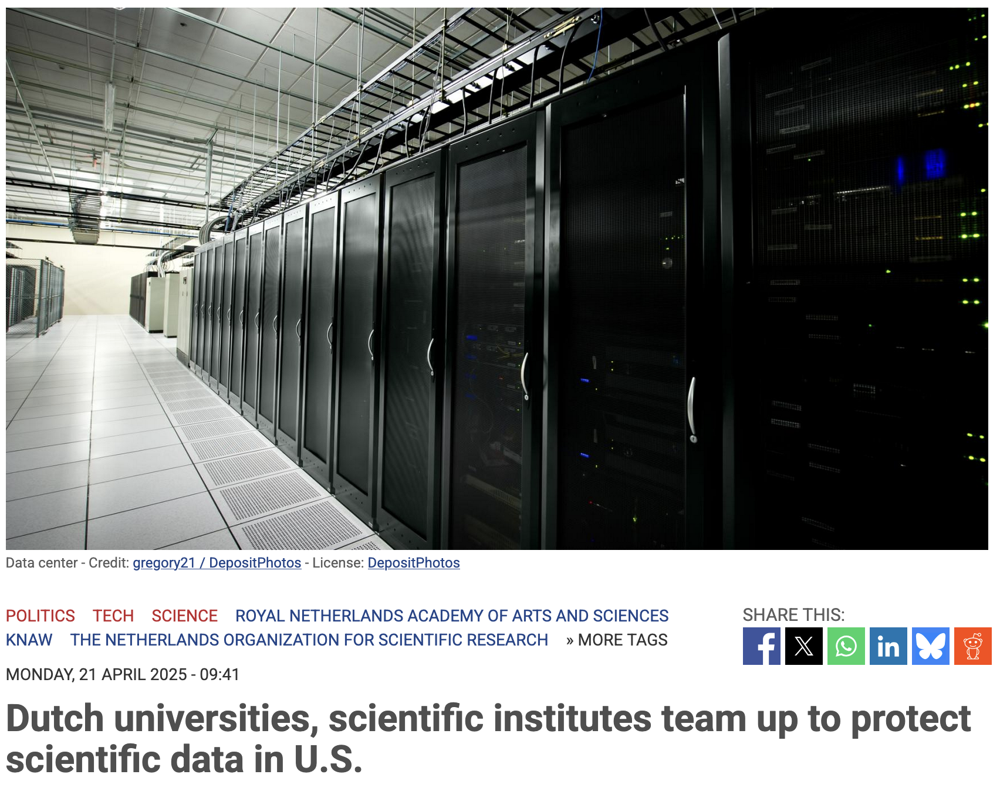 Data center - Credit: gregory21 / DepositPhotos - License: DepositPhotos
POLITICS TECH SCIENCE ROYAL NETHERLANDS ACADEMY OF ARTS AND SCIENCES
KNAW THE NETHERLANDS ORGANIZATION FOR SCIENTIFIC RESEARCH » MORE TAGS
SHARE THIS:
MONDAY, 21 APRIL 2025 - 09:41
Dutch universities, scientific institutes team up to protect
scientific data in U.S.